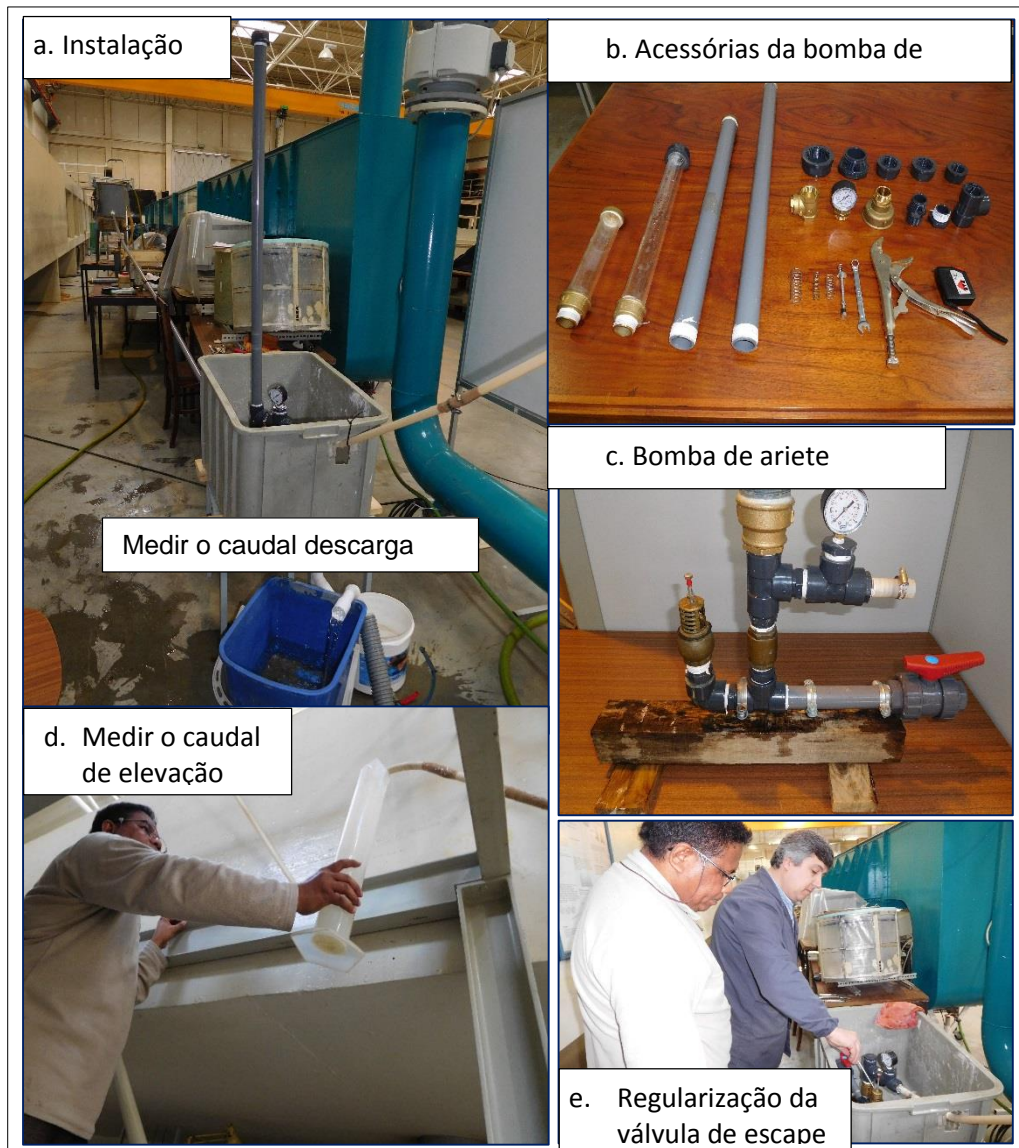 a. Instalação
b. Acessórias da bomba de
c. Bomba de ariete
Medir o caudal descarga
d. Medir o caudal
de elevação
e. Regularização da
válvula de escape